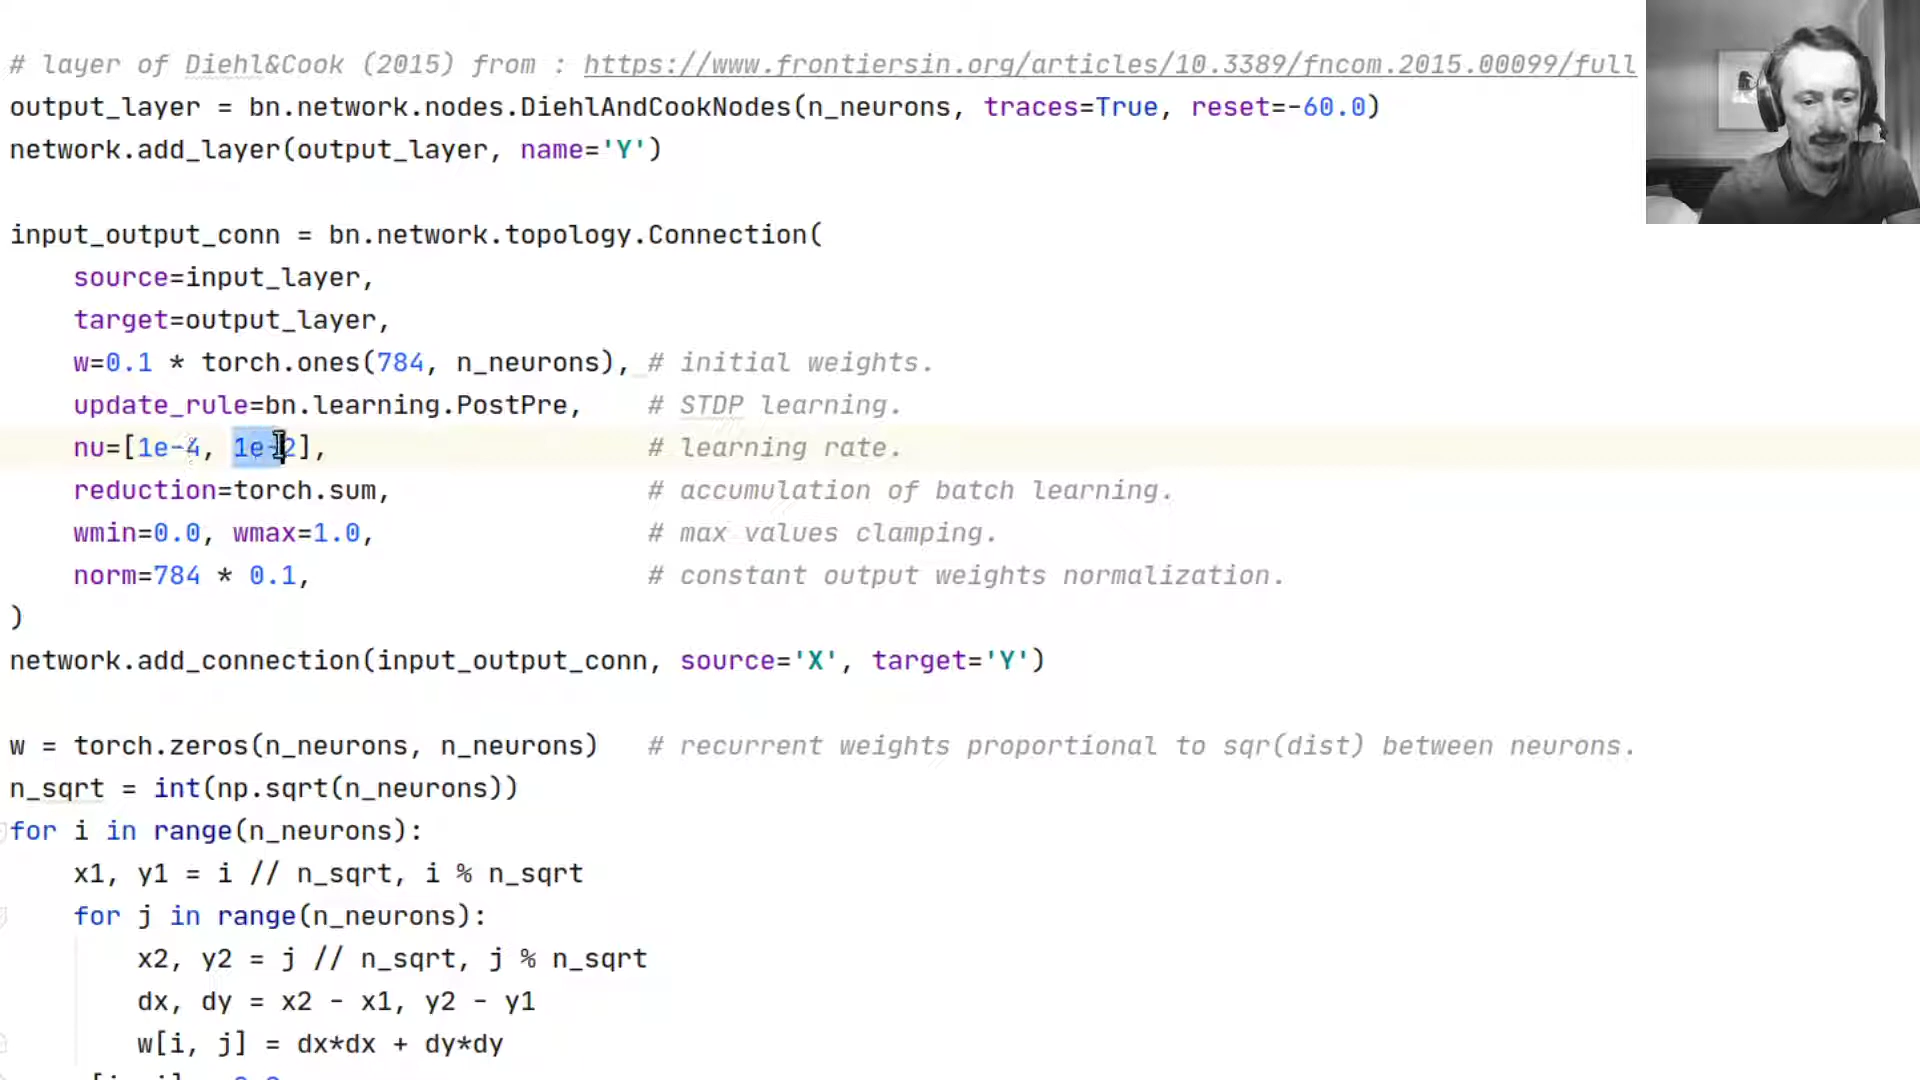 # layer of Diehl&Cook (2015) from : https://www.frontiersin.org/articles/10.3389/fncom.2015.00099/full
output_layer = bn.network.nodes.DiehlAndCookNodes(n_neurons, traces=True, reset=-60.0)
network.add_layer(output_layer, name='Y')
input_output_conn = bn.network.topology.Connection(
    source=input_layer,
    target=output_layer,
    w=0.1 * torch.ones(784, n_neurons), # initial weights.
    update_rule=bn.learning.PostPre,    # STDP learning.
    nu=[1e-4, 1e-2],                    # learning rate.
    reduction=torch.sum,                # accumulation of batch learning.
    wmin=0.0, wmax=1.0,                 # max values clamping.
    norm=784 * 0.1,                     # constant output weights normalization.
)
network.add_connection(input_output_conn, source='X', target='Y')
w = torch.zeros(n_neurons, n_neurons)   # recurrent weights proportional to sqr(dist) between neurons.
n_sqrt = int(np.sqrt(n_neurons))
for i in range(n_neurons):
    x1, y1 = i // n_sqrt, i % n_sqrt
    for j in range(n_neurons):
        x2, y2 = j // n_sqrt, j % n_sqrt
        dx, dy = x2 - x1, y2 - y1
        w[i, j] = dx*dx + dy*dy